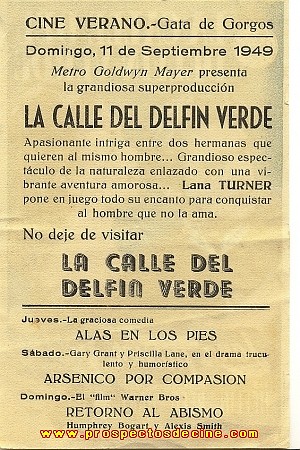 CINE VERANO.-Gata de Gorgos
Domingo, 11 de Septiembre 1949
Metro Goldwyn Mayer presenta
la grandiosa superproducción
LA CALLE DEL DELFIN VERDE
Apasionante intriga entre dos hermanas que
quieren al mismo hombre... Grandioso espec-
táculo de la naturaleza enlazado con una vi-
brante aventura amorosa... Lana TURNER
pone en juego todo su encanto para conquistar
al hombre que no la ama.
No deje de visitar
LA CALLE DEL
DELFIN VERDE
Jueves.-La graciosa comedia
ALAS EN LOS PIES
Sábado.-Gary Grant y Priscilla Lane, en el drama trucu
lento y humorístico
ARSENICO POR COMPASION
Domingo.-El "film" Warner Bros
RETORNO AL ABISMO
Humphrey Bogart y Alexis Smith
www.prospectosdecine.com